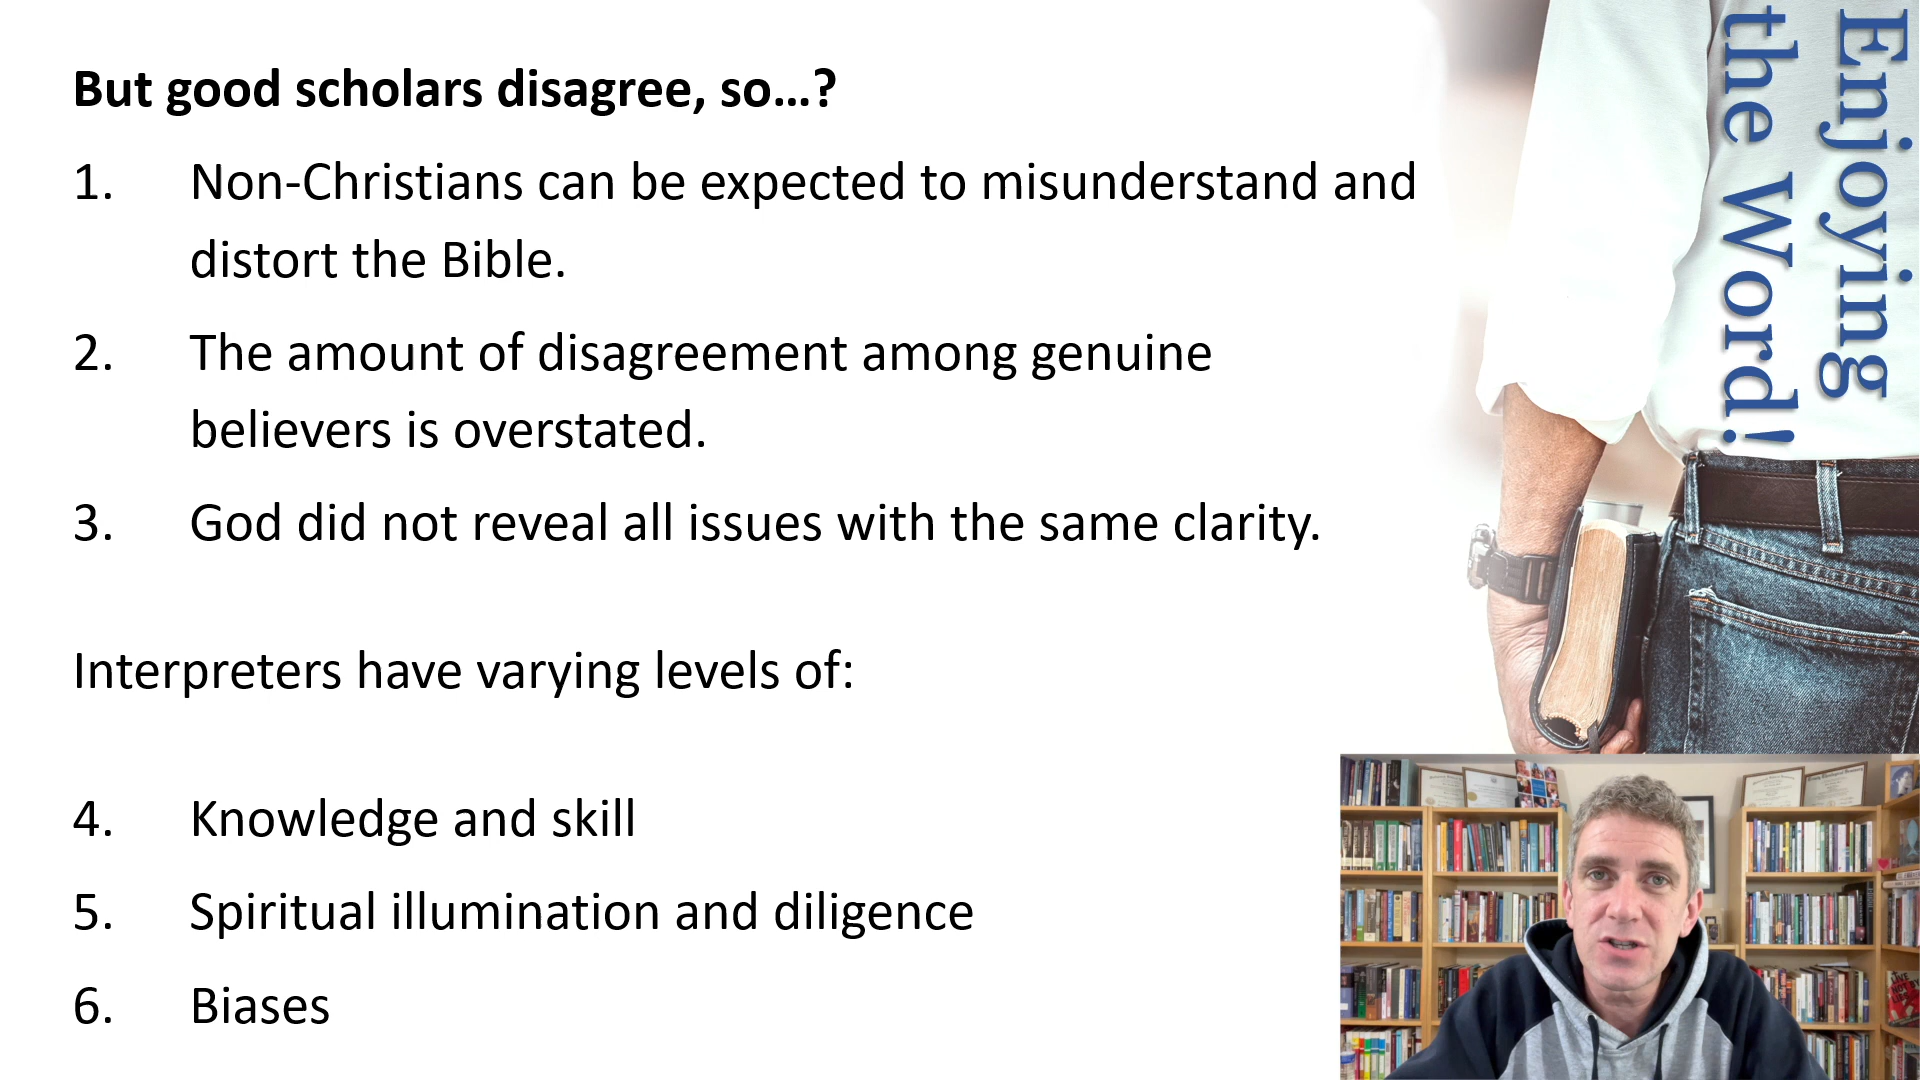 But good scholars disagree, so…?
1. Non-Christians can be expected to misunderstand and
distort the Bible.
2. The amount of disagreement among genuine
believers is overstated.
3. God did not reveal all issues with the same clarity.
Interpreters have varying levels of:
4. Knowledge and skill
5. Spiritual illumination and diligence
6. Biases
Enjoying
the Word!